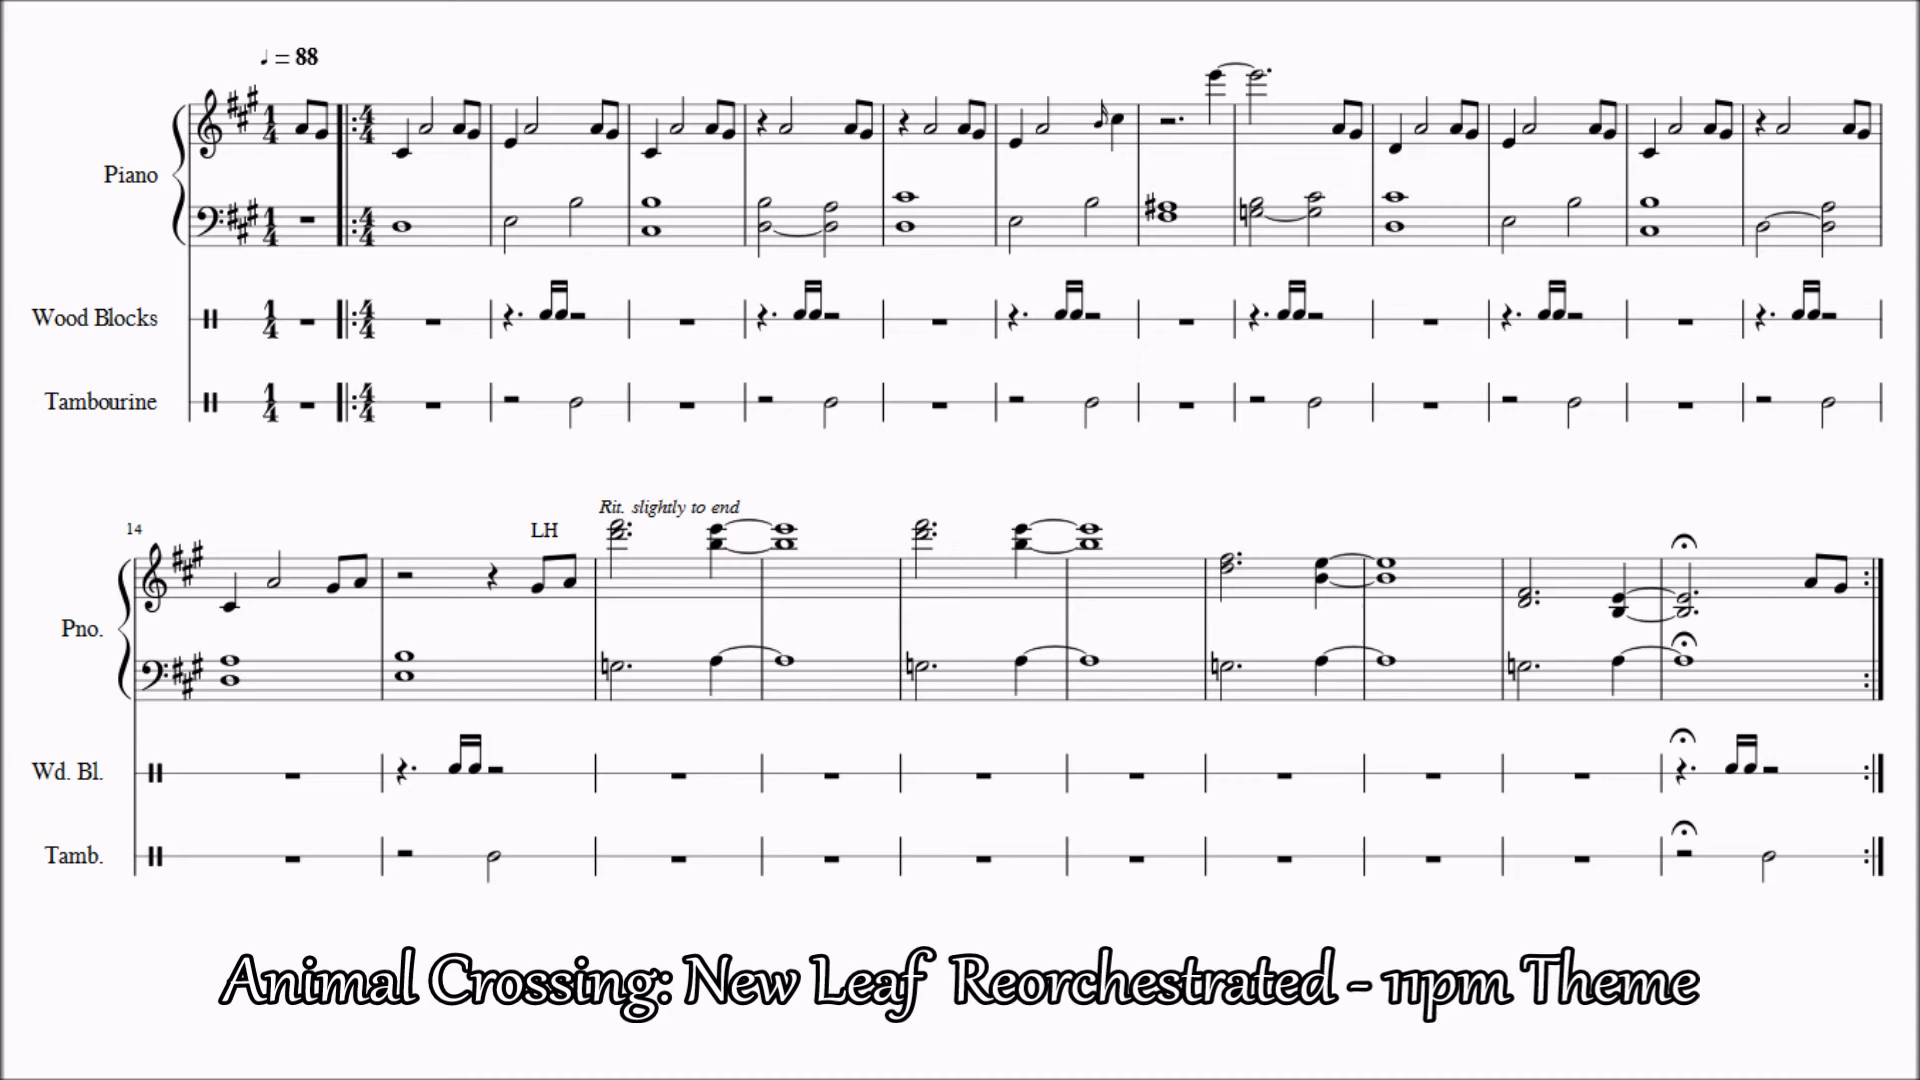 ♩ = 88
Piano
Wood Blocks
Tambourine
14
LH
Rit. slightly to end
Pno.
Wd. Bl.
Tamb.
Animal Crossing: New Leaf Reorchestrated - 11pm Theme